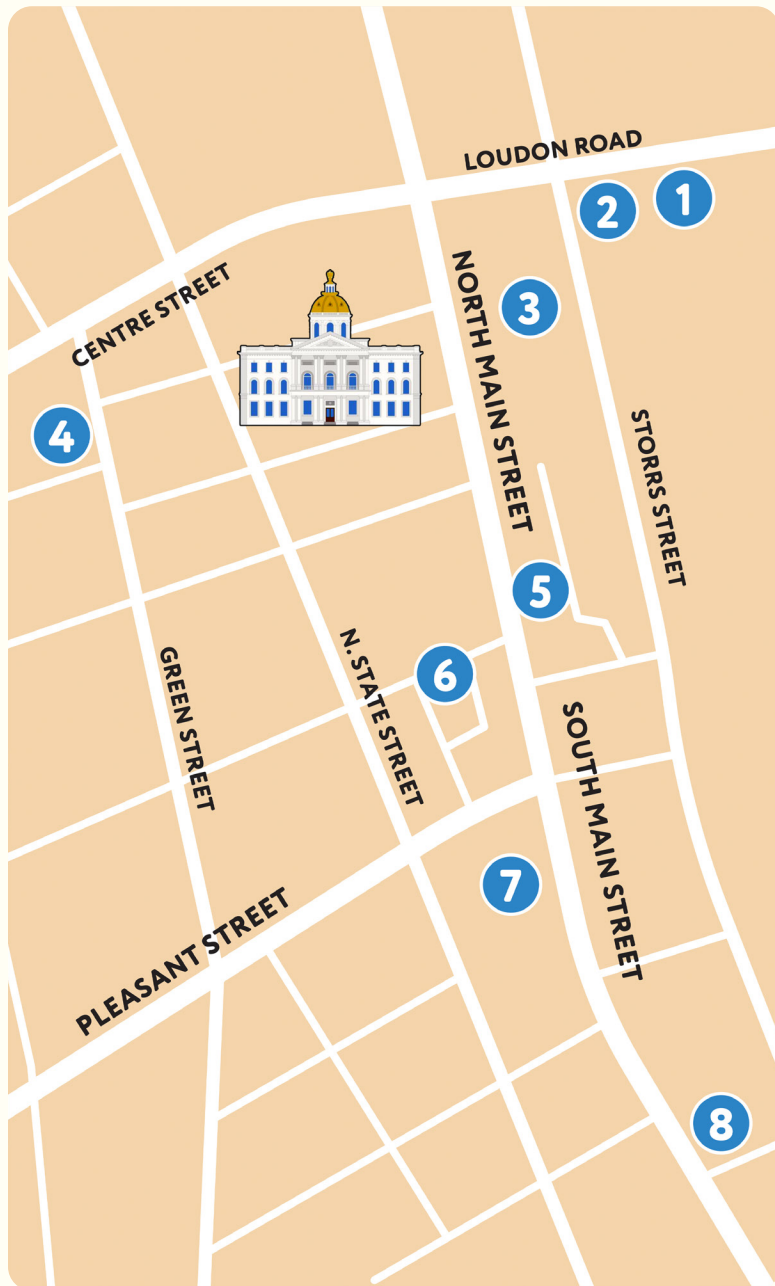 LOUDON ROAD
1
2
CENTRE STREET
NORTH MAIN STREET
3
4
STORRS STREET
5
GREEN STREET
N. STATE STREET
6
SOUTH MAIN STREET
7
PLEASANT STREET
8